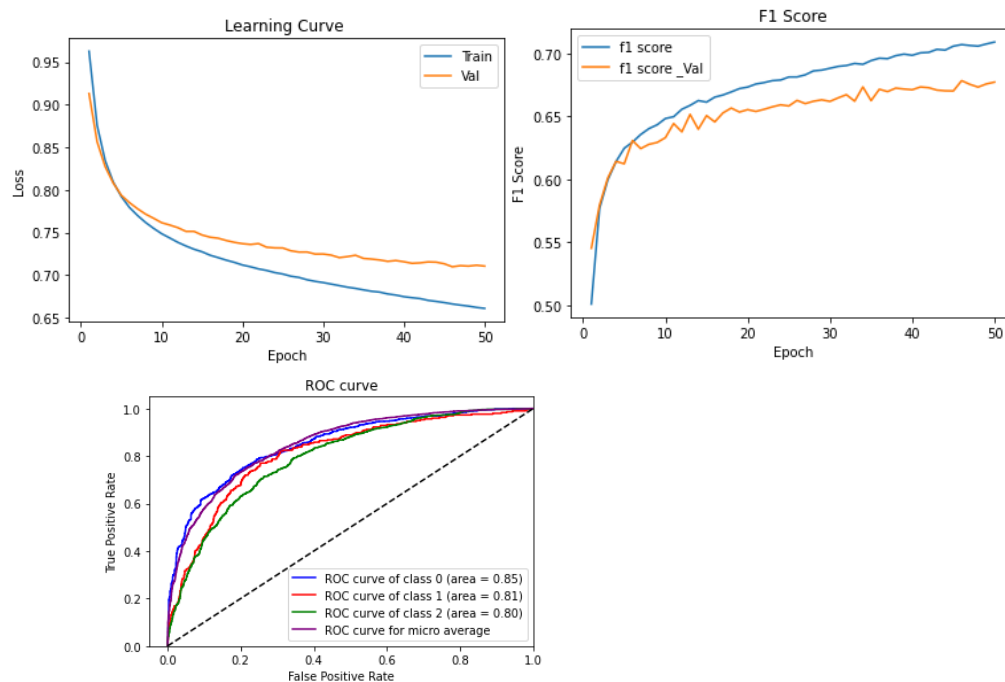 Learning Curve
0.95
0.90
0.85
0.80
0.75
0.70
0.65
Loss
Train
Val
0 10 20 30 40 50
Epoch
F1 Score
0.70
0.65
0.60
0.55
0.50
F1 Score
f1 score
f1 score _Val
0 10 20 30 40 50
Epoch
ROC curve
1.0
0.8
0.6
0.4
0.2
0.0
True Positive Rate
ROC curve of class 0 (area = 0.85)
ROC curve of class 1 (area = 0.81)
ROC curve of class 2 (area = 0.80)
ROC curve for micro average
0.0 0.2 0.4 0.6 0.8 1.0
False Positive Rate